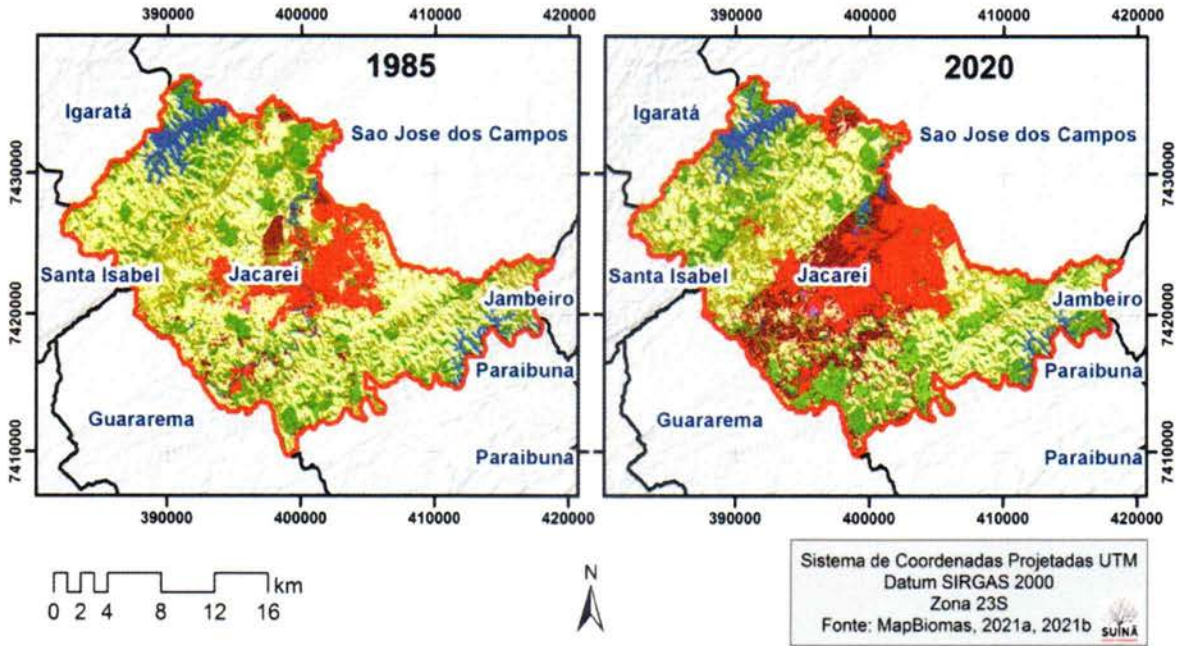 390000 400000 410000 420000 390000 400000 410000 420000
1985
2020
Igaratá
Sao Jose dos Campos
Santa Isabel
Jacareí
Jambeiro
Paraibuna
Guararema
Paraibuna
Igaratá
Sao Jose dos Campos
Santa Isabel
Jacareí
Jambeiro
Paraibuna
Guararema
Paraibuna
7430000
7420000
7410000
7430000
7420000
7410000
390000 400000 410000 420000 390000 400000 410000 420000
km
0 2 4 8 12 16
N
Sistema de Coordenadas Projetadas UTM
Datum SIRGAS 2000
Zona 23S
Fonte: MapBiomas, 2021a, 2021b
SUINÃ